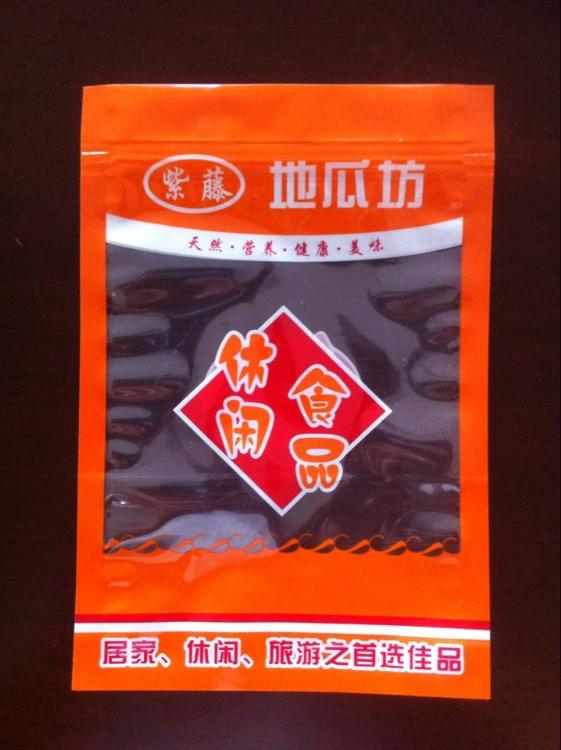 紫藤 地瓜坊
天然·营养·健康·美味
休闲
食品
居家、休闲、旅游之首选佳品